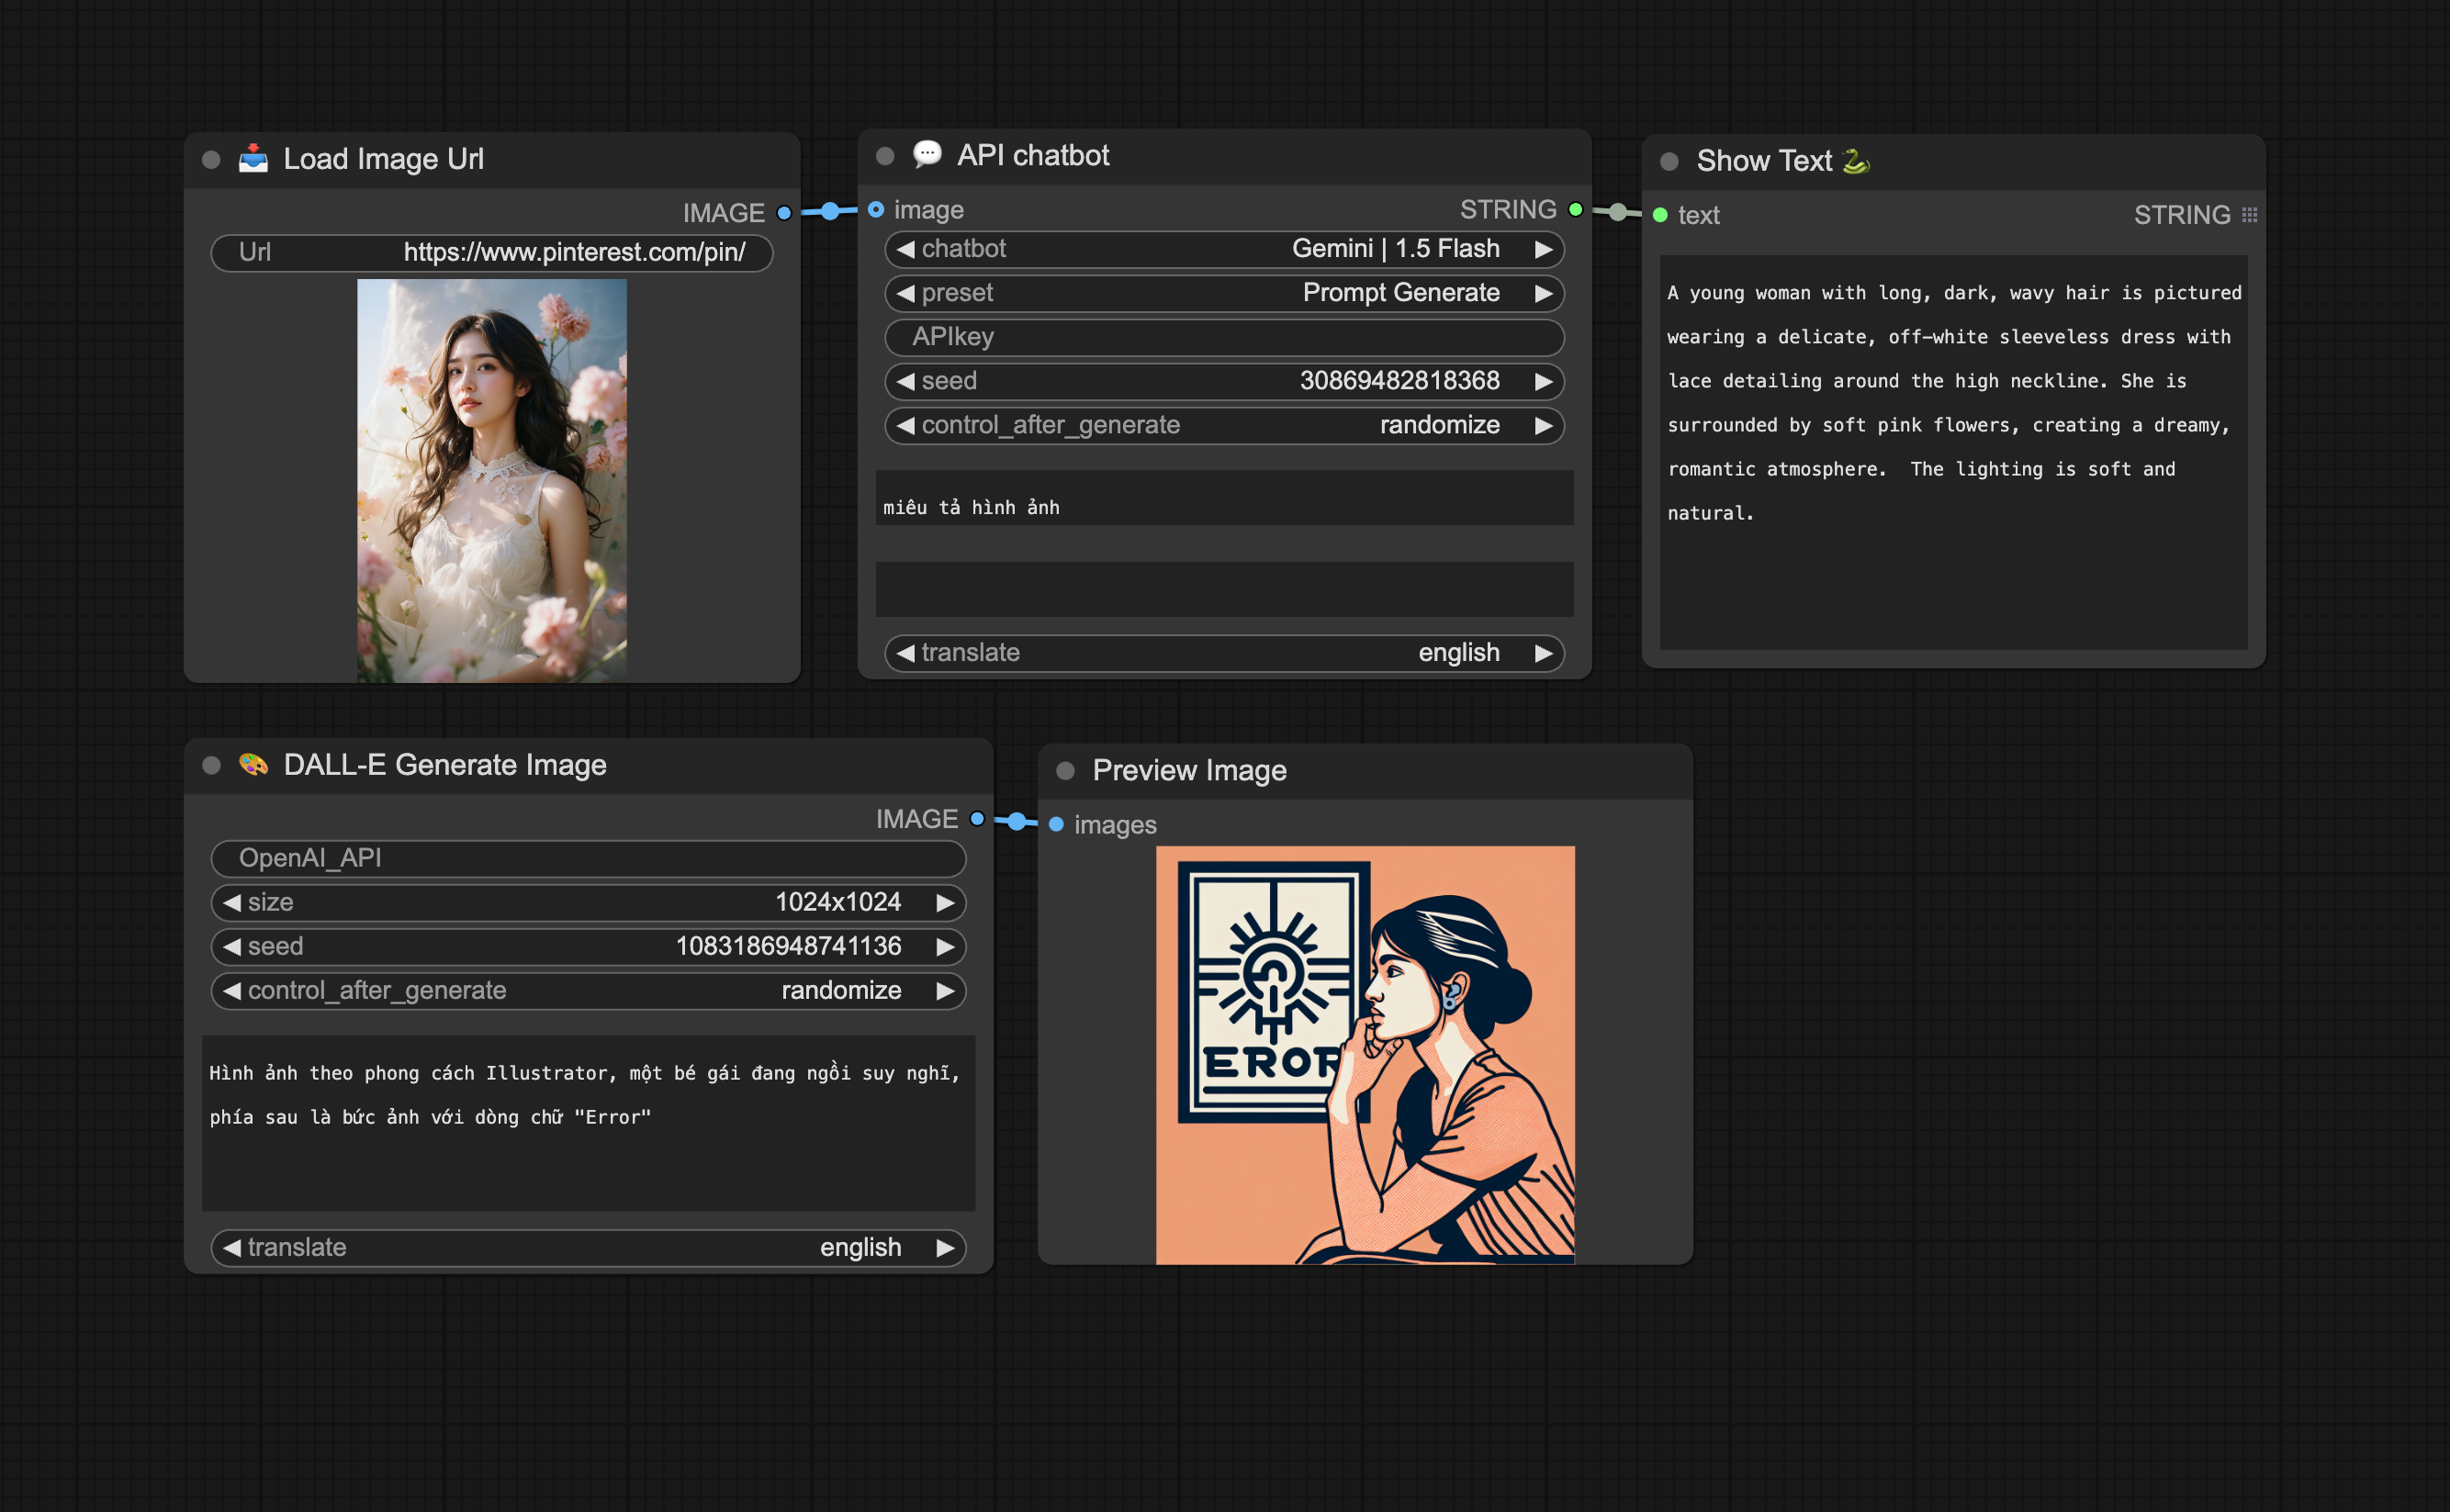 Load Image Url
IMAGE
Url https://www.pinterest.com/pin/
API chatbot
image STRING
chatbot Gemini | 1.5 Flash
preset Prompt Generate
APIkey
seed 30869482818368
control_after_generate randomize
miêu tả hình ảnh
translate english
Show Text
text STRING
A young woman with long, dark, wavy hair is pictured
wearing a delicate, off-white sleeveless dress with
lace detailing around the high neckline. She is
surrounded by soft pink flowers, creating a dreamy,
romantic atmosphere.  The lighting is soft and
natural.
DALL-E Generate Image
IMAGE
OpenAI_API
size 1024x1024
seed 1083186948741136
control_after_generate randomize
Hình ảnh theo phong cách Illustrator, một bé gái đang ngồi suy nghĩ,
phía sau là bức ảnh với dòng chữ "Error"
translate english
Preview Image
images
EROR